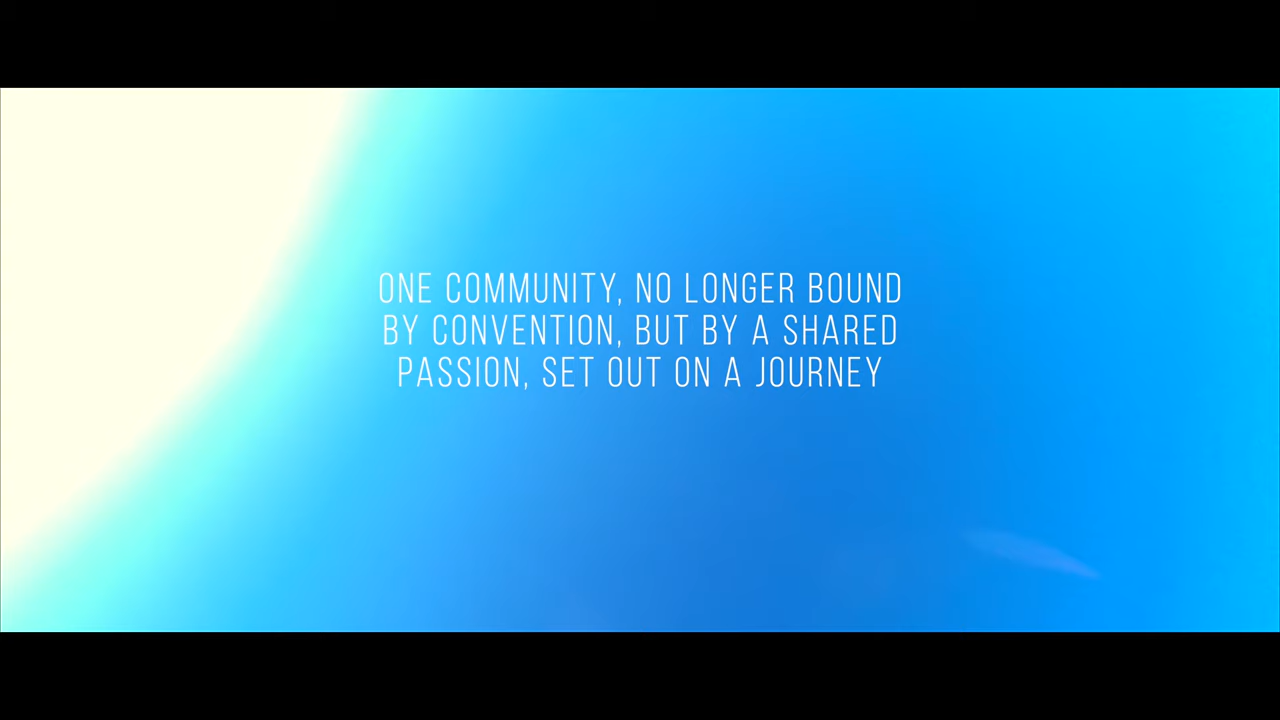 ONE COMMUNITY, NO LONGER BOUND
BY CONVENTION, BUT BY A SHARED
PASSION, SET OUT ON A JOURNEY